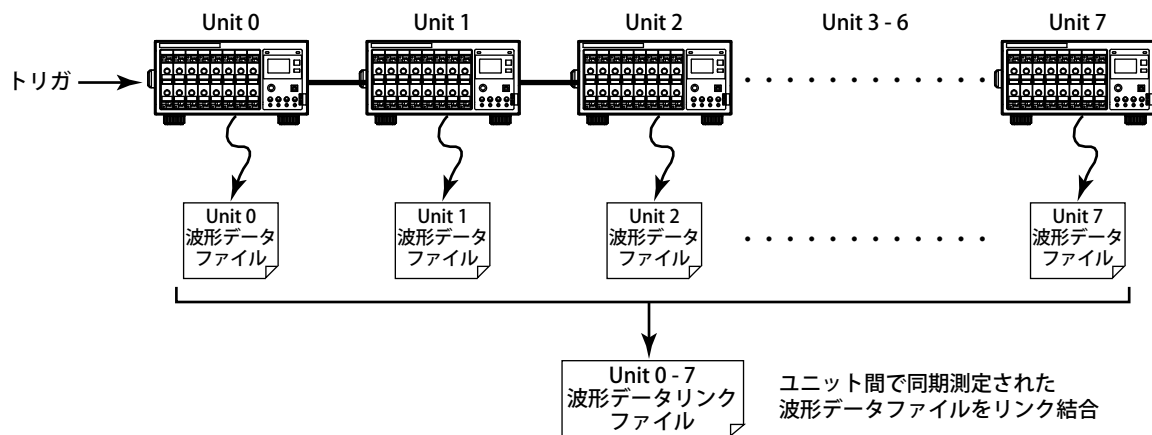 Unit 0
Unit 1
Unit 2
Unit 3 - 6
Unit 7
トリガ
Unit 0
波形データ
ファイル
Unit 1
波形データ
ファイル
Unit 2
波形データ
ファイル
Unit 7
波形データ
ファイル
Unit 0 - 7
波形データリンク
ファイル
ユニット間で同期測定された
波形データファイルをリンク結合